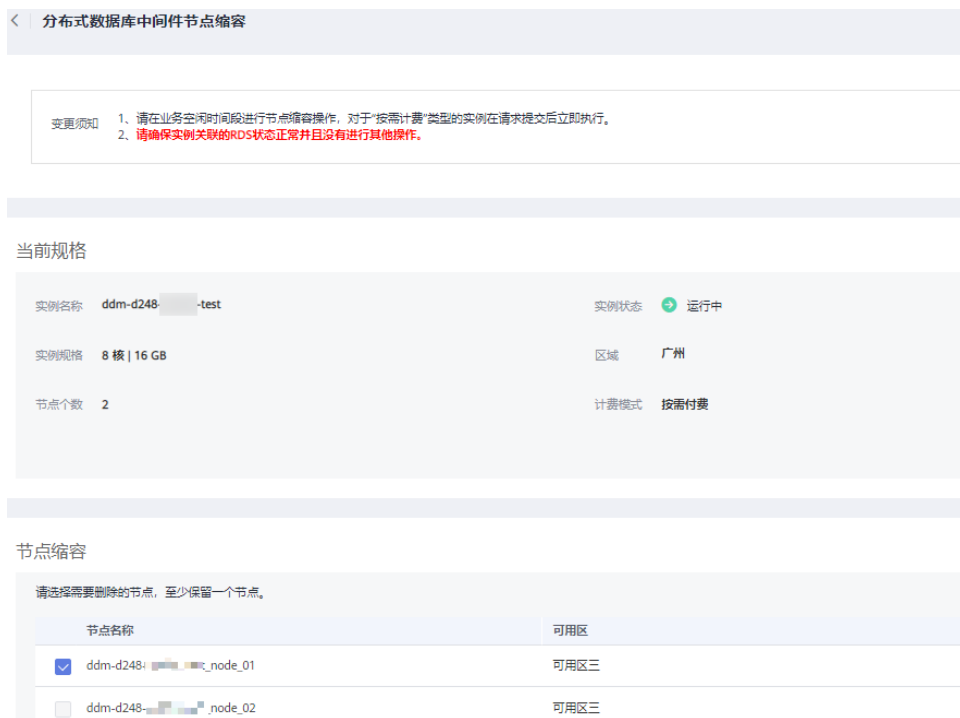 分布式数据库中间件节点缩容
变更须知
1、请在业务空闲时间段进行节点缩容操作，对于“按需计费”类型的实例在请求提交后立即执行。
2、请确保实例关联的RDS状态正常并且没有进行其他操作。
当前规格
实例名称 ddm-d248- -test 实例状态 运行中
实例规格 8 核 | 16 GB 区域 广州
节点个数 2 计费模式 按需付费
节点缩容
请选择需要删除的节点，至少保留一个节点。
节点名称 可用区
ddm-d248- _node_01 可用区三
ddm-d248- _node_02 可用区三